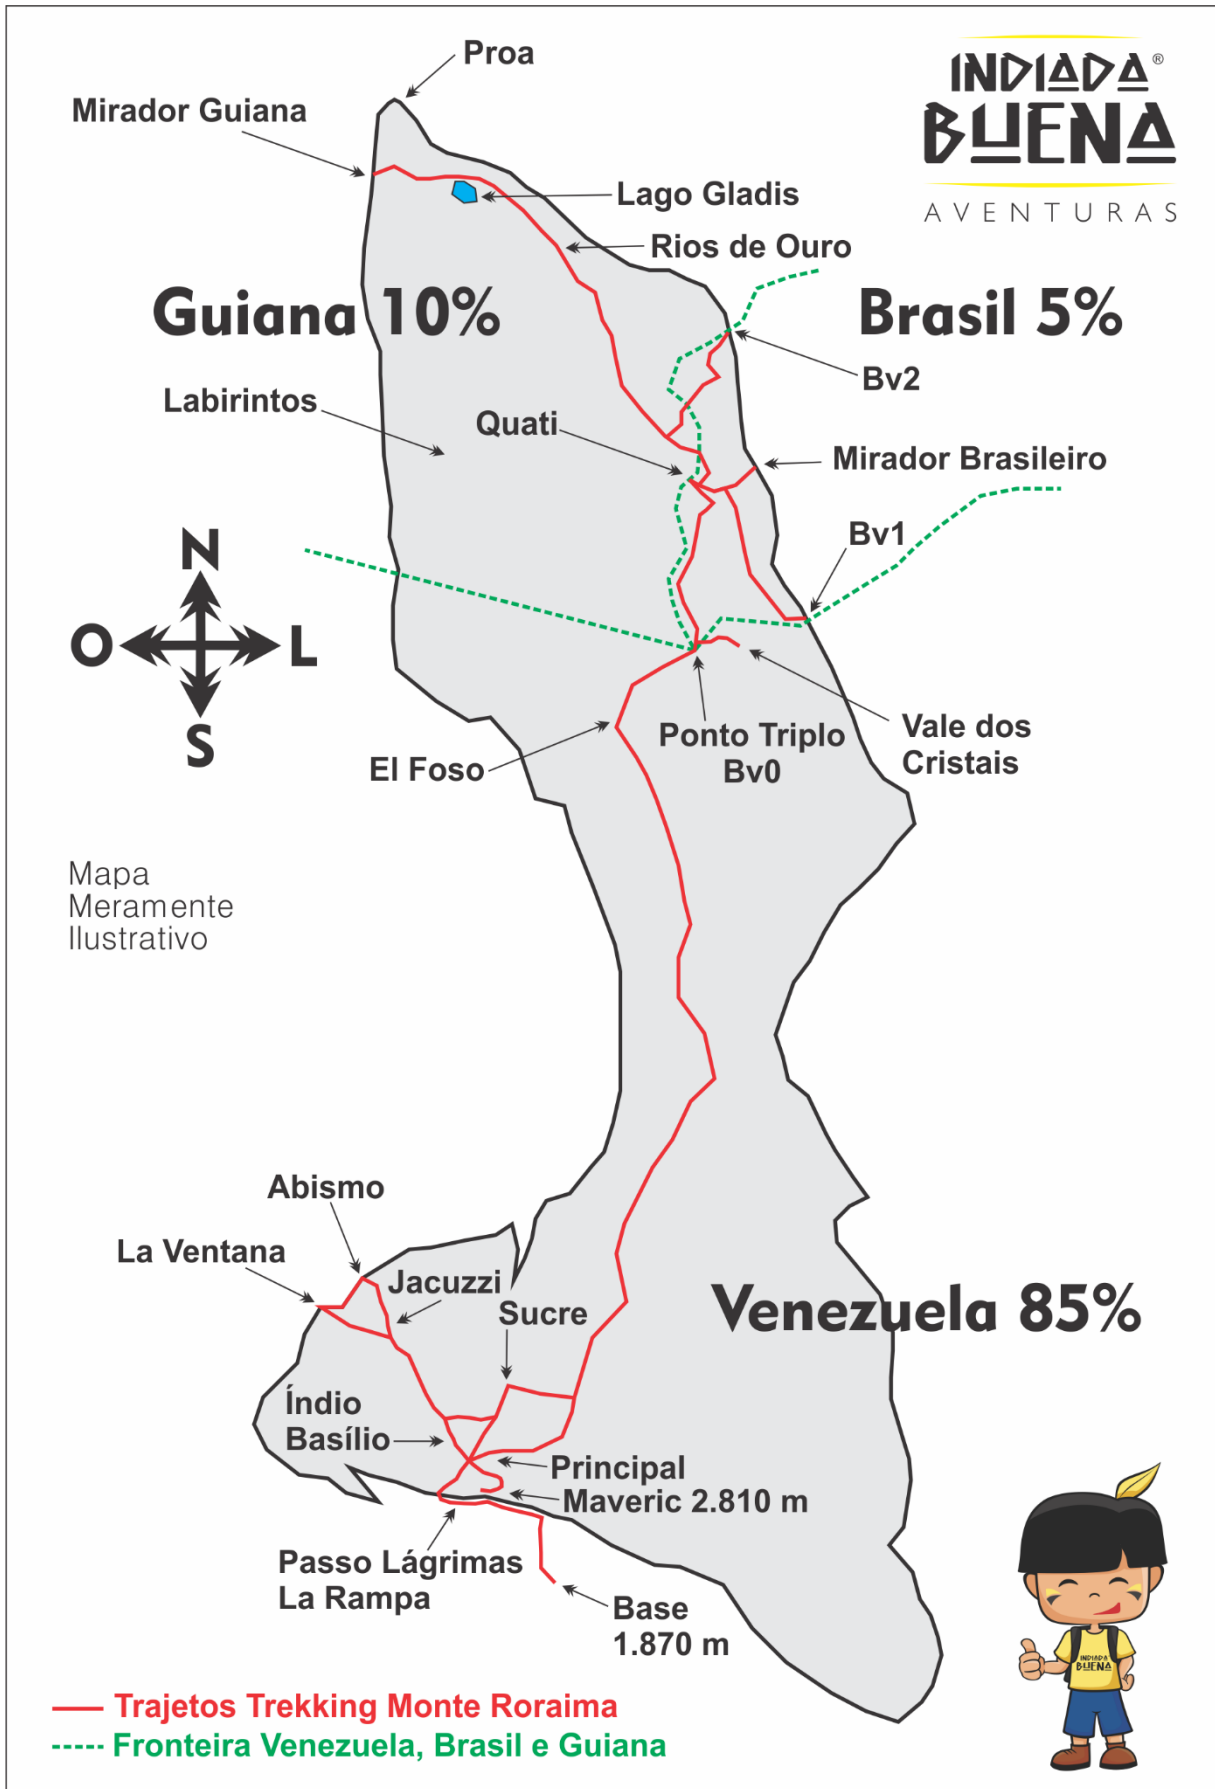 Proa
INDIADA®
BUENA
AVENTURAS
Mirador Guiana
Lago Gladis
Rios de Ouro
Guiana 10%
Brasil 5%
Bv2
Labirintos
Quati
Mirador Brasileiro
Bv1
N
O
L
S
Ponto Triplo
Bv0
Vale dos
Cristais
El Foso
Mapa
Meramente
Ilustrativo
Abismo
La Ventana
Jacuzzi
Sucre
Venezuela 85%
Índio
Basílio
Principal
Maveric 2.810 m
Passo Lágrimas
La Rampa
Base
1.870 m
INDIADA
BUENA
Trajetos Trekking Monte Roraima
Fronteira Venezuela, Brasil e Guiana